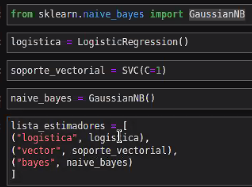 from sklearn.naive_bayes import GaussianNB
logistica = LogisticRegression()
soporte_vectorial = SVC(C=1)
naive_bayes = GaussianNB()
lista_estimadores = [
("logistica", logistica),
("vector", soporte_vectorial),
("bayes", naive_bayes)
]